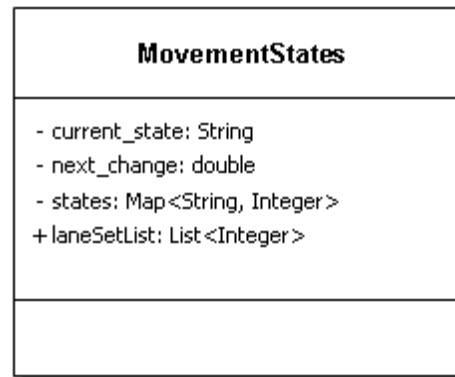 MovementStates
- current_state: String
- next_change: double
- states: Map<String, Integer>
+ laneSetList: List<Integer>